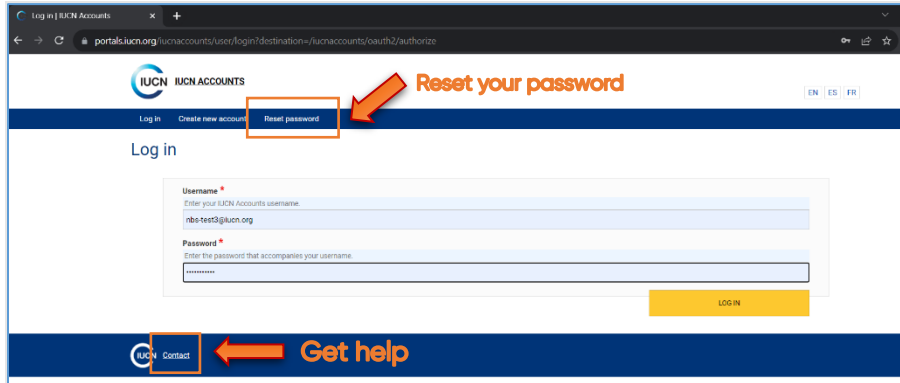 Log in | IUCN Accounts
portals.iucn.org/iucnaccounts/user/login?destination=/iucnaccounts/oauth2/authorize
IUCN IUCN ACCOUNTS
Reset your password
EN ES FR
Log in Create new account Reset password
Log in
Username *
Enter your IUCN Accounts username.
nbs-test3@iucn.org
Password *
Enter the password that accompanies your username.
LOG IN
IUCN Contact
Get help